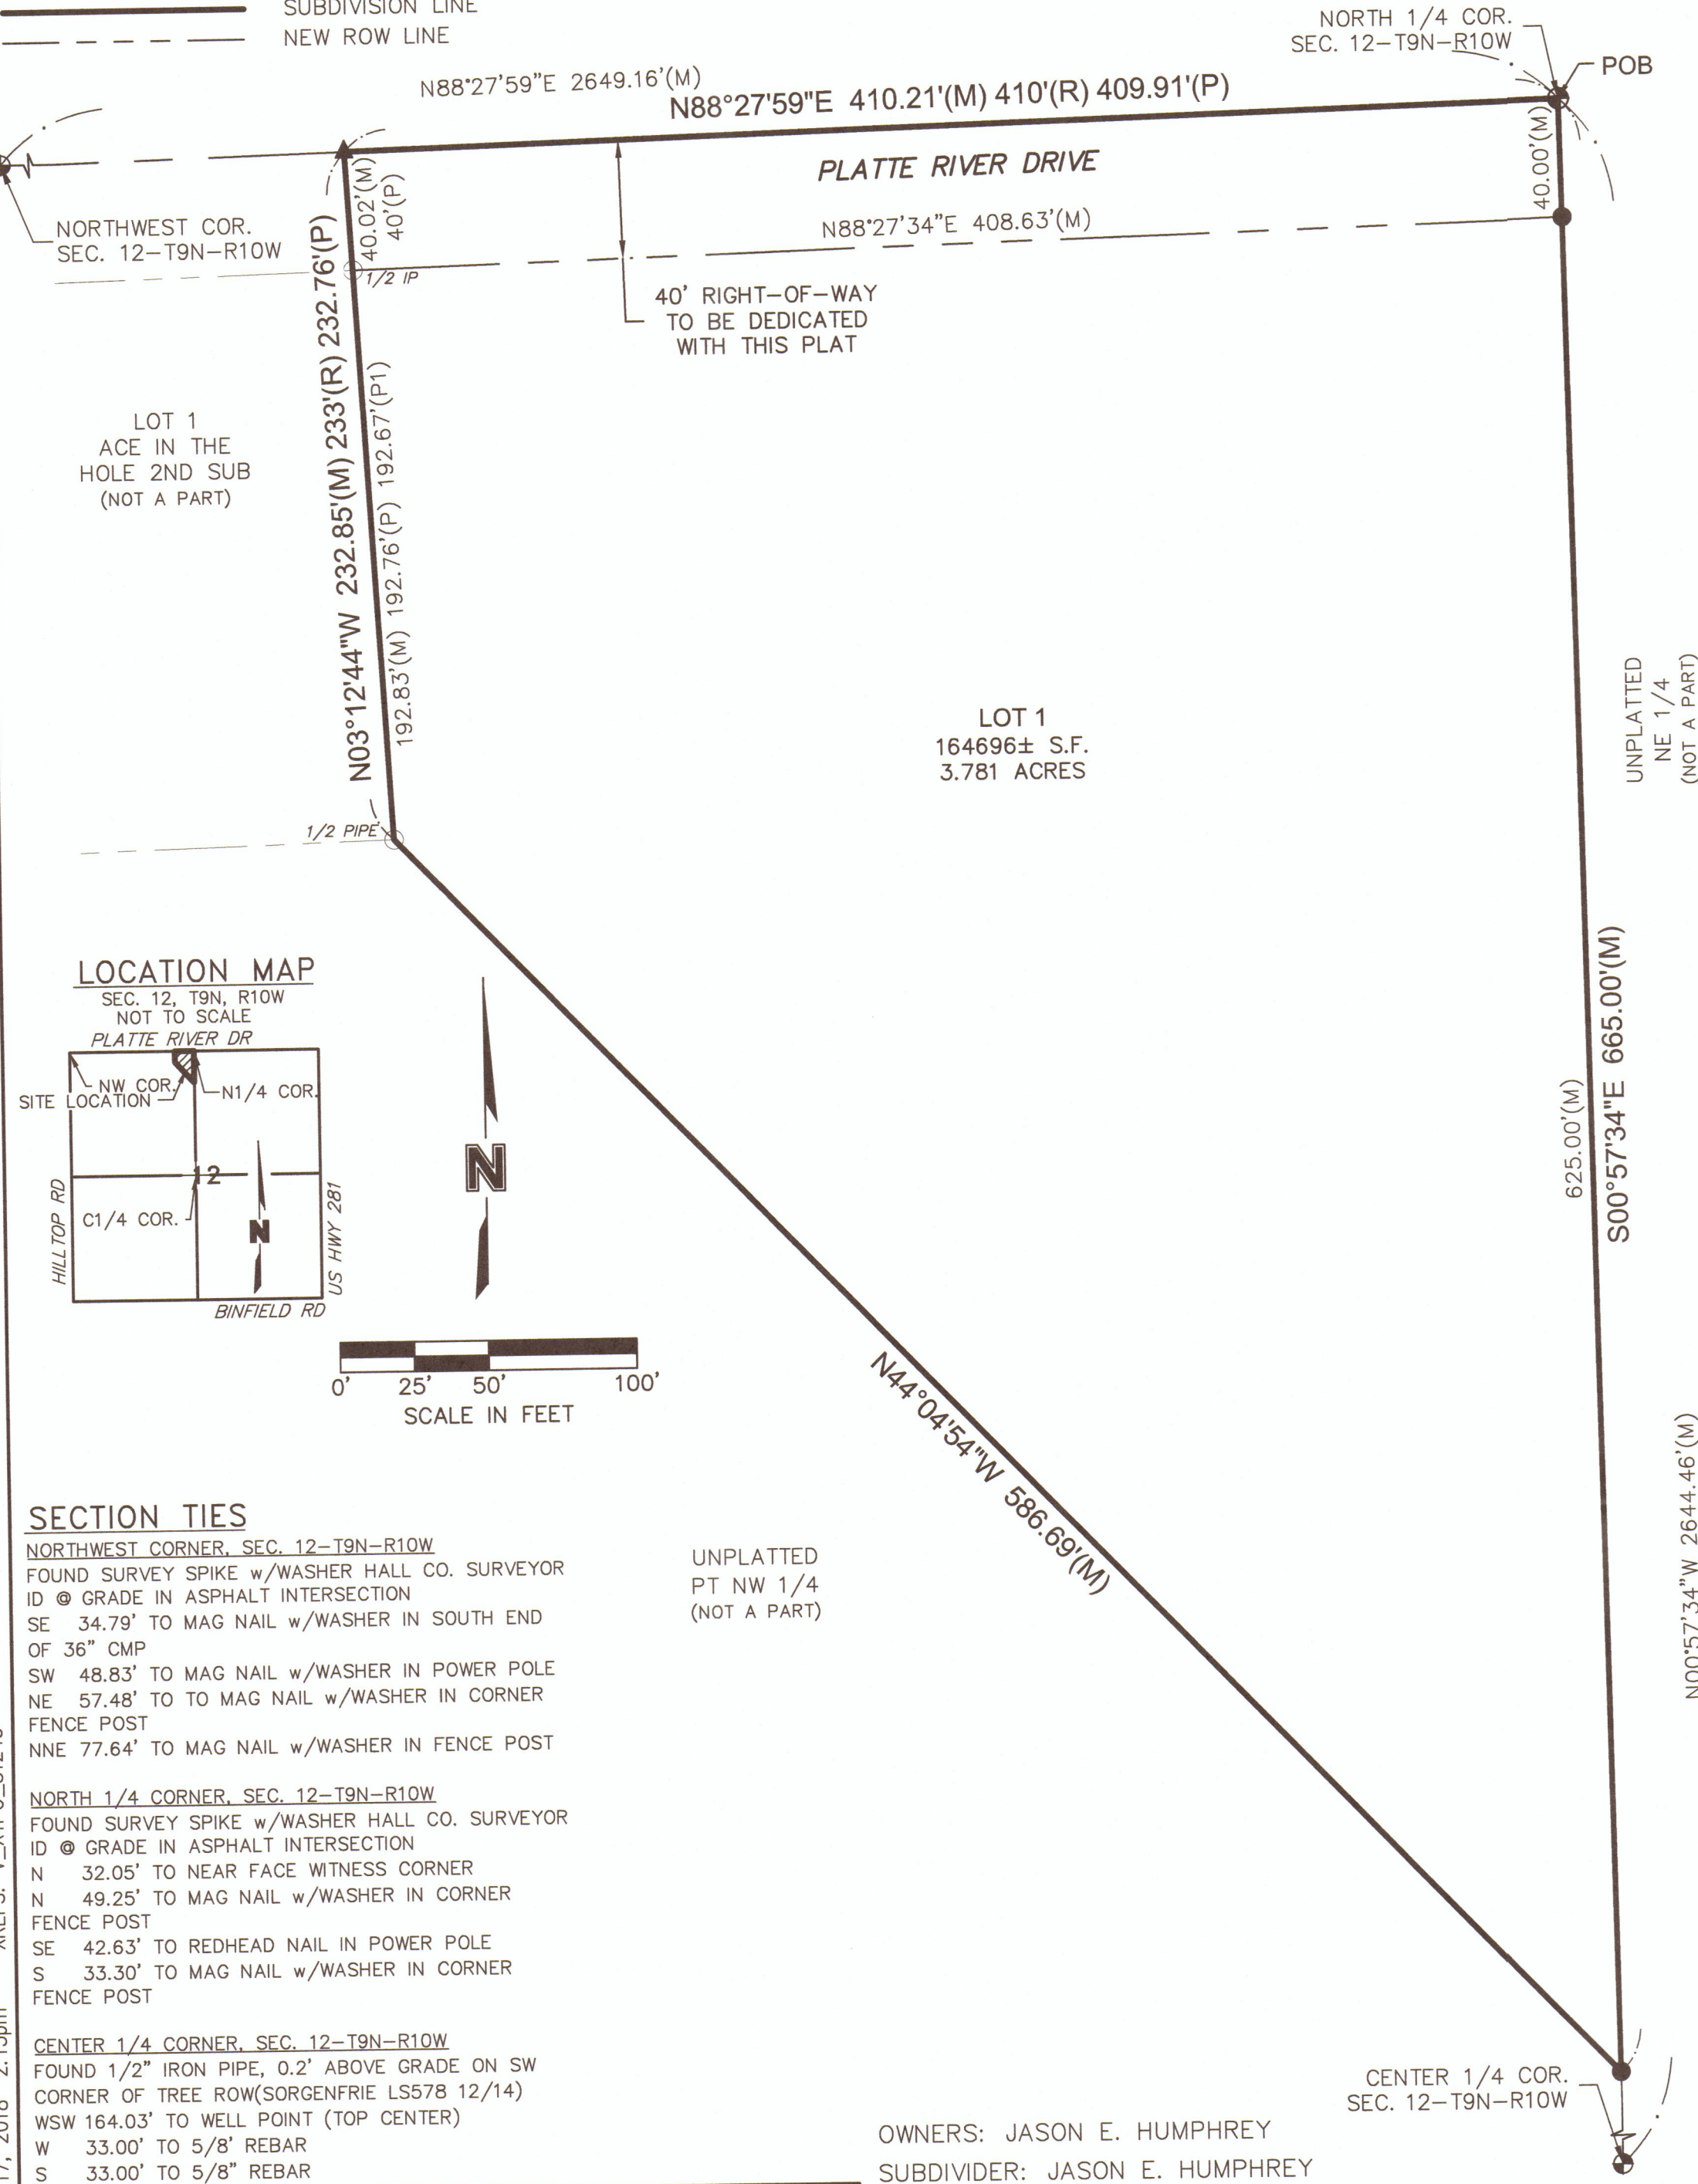 SUBDIVISION LINE
NEW ROW LINE
NORTH 1/4 COR.
SEC. 12-T9N-R10W
POB
N88°27'59"E 2649.16'(M)
N88°27'59"E 410.21'(M) 410'(R) 409.91'(P)
PLATTE RIVER DRIVE
N88°27'34"E 408.63'(M)
40.00'(M)
NORTHWEST COR.
SEC. 12-T9N-R10W
40.02'(M)
40'(P)
1/2 IP
40' RIGHT-OF-WAY
TO BE DEDICATED
WITH THIS PLAT
N03°12'44"W 232.85'(M) 233'(R) 232.76'(P)
192.83'(M) 192.76'(P) 192.67'(P1)
LOT 1
ACE IN THE
HOLE 2ND SUB
(NOT A PART)
LOT 1
164696± S.F.
3.781 ACRES
UNPLATTED
NE 1/4
(NOT A PART)
1/2 PIPE
625.00'(M)
S00°57'34"E 665.00'(M)
N00°57'34"W 2644.46'(M)
LOCATION MAP
SEC. 12, T9N, R10W
NOT TO SCALE
PLATTE RIVER DR
NW COR.
SITE LOCATION
N1/4 COR.
12
C1/4 COR.
N
HILLTOP RD
US HWY 281
BINFIELD RD
N
0' 25' 50' 100'
SCALE IN FEET
N44°04'54"W 586.69'(M)
UNPLATTED
PT NW 1/4
(NOT A PART)
SECTION TIES
NORTHWEST CORNER, SEC. 12-T9N-R10W
FOUND SURVEY SPIKE w/WASHER HALL CO. SURVEYOR
ID @ GRADE IN ASPHALT INTERSECTION
SE 34.79' TO MAG NAIL w/WASHER IN SOUTH END
OF 36" CMP
SW 48.83' TO MAG NAIL w/WASHER IN POWER POLE
NE 57.48' TO TO MAG NAIL w/WASHER IN CORNER
FENCE POST
NNE 77.64' TO MAG NAIL w/WASHER IN FENCE POST
NORTH 1/4 CORNER, SEC. 12-T9N-R10W
FOUND SURVEY SPIKE w/WASHER HALL CO. SURVEYOR
ID @ GRADE IN ASPHALT INTERSECTION
N 32.05' TO NEAR FACE WITNESS CORNER
N 49.25' TO MAG NAIL w/WASHER IN CORNER
FENCE POST
SE 42.63' TO REDHEAD NAIL IN POWER POLE
S 33.30' TO MAG NAIL w/WASHER IN CORNER
FENCE POST
CENTER 1/4 CORNER, SEC. 12-T9N-R10W
FOUND 1/2" IRON PIPE, 0.2' ABOVE GRADE ON SW
CORNER OF TREE ROW(SORGENFRIE LS578 12/14)
WSW 164.03' TO WELL POINT (TOP CENTER)
W 33.00' TO 5/8' REBAR
S 33.00' TO 5/8" REBAR
CENTER 1/4 COR.
SEC. 12-T9N-R10W
OWNERS: JASON E. HUMPHREY
SUBDIVIDER: JASON E. HUMPHREY
17, 2018 2:15pm